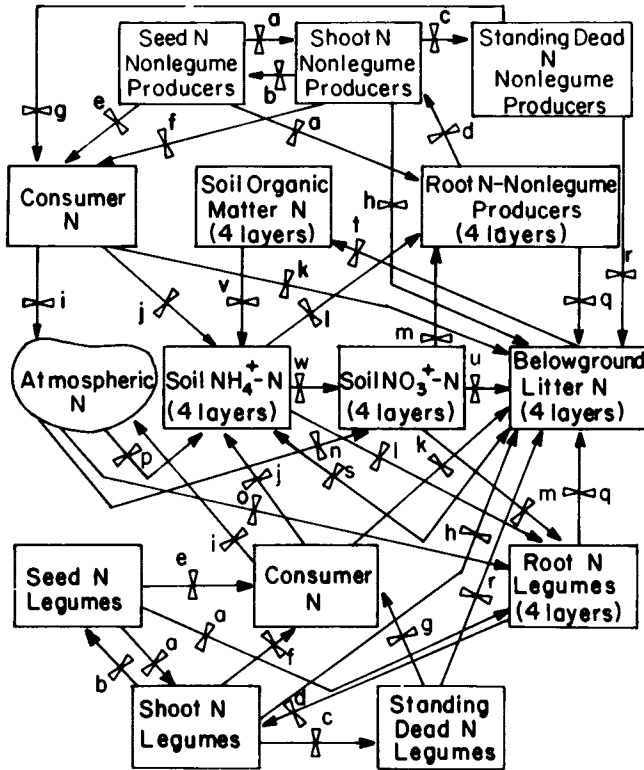 a
c
Seed N
Nonlegume
Producers
Shoot N
Nonlegume
Producers
Standing Dead
N
Nonlegume
Producers
b
g
e
f
a
d
Consumer
N
Soil Organic
Matter N
(4 layers)
h
Root N-Nonlegume
Producers
(4 layers)
t
k
r
i
j
v
l
m
q
Atmospheric
N
Soil NH4+-N
(4 layers)
w
Soil NO3+-N
(4 layers)
u
Belowground
Litter N
(4 layers)
p
n
l
k
j
s
o
m
q
i
h
Seed N
Legumes
e
Consumer
N
Root N
Legumes
(4 layers)
r
a
a
g
b
f
d
Shoot N
Legumes
c
Standing
Dead N
Legumes